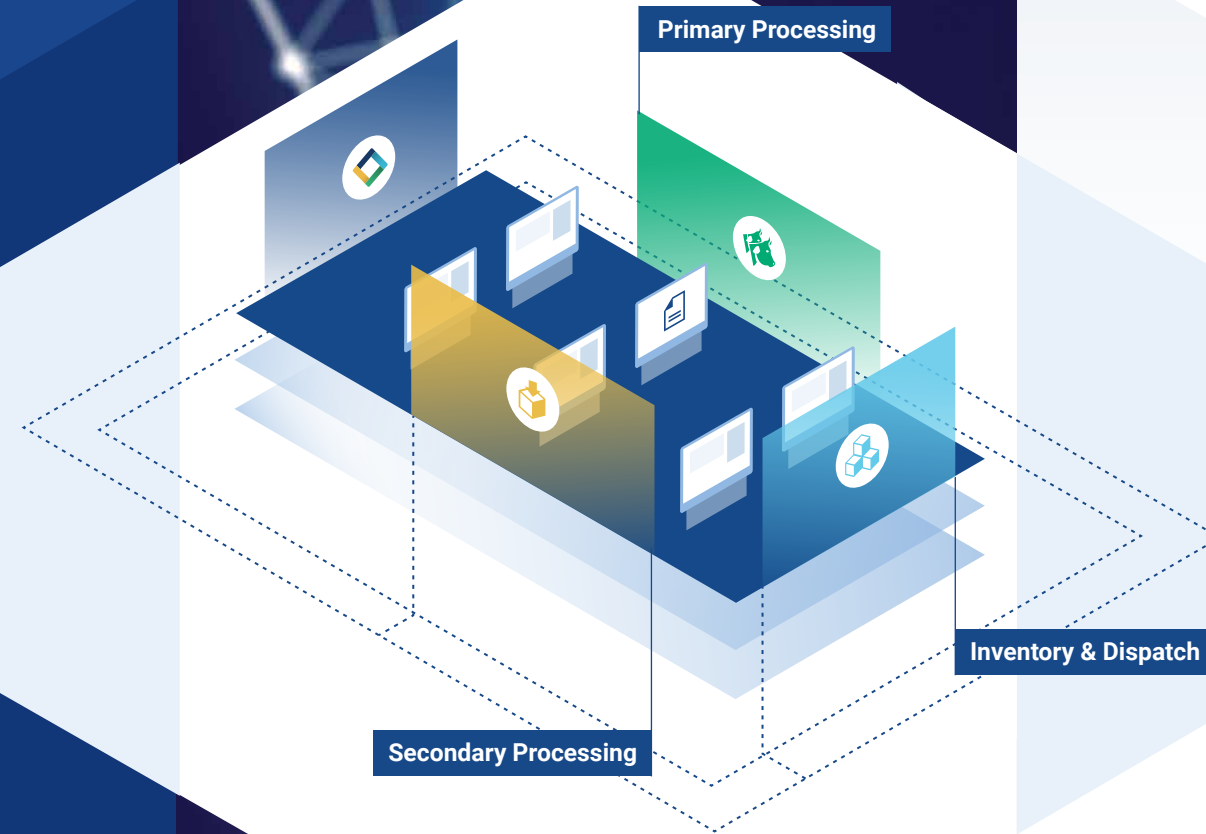 Primary Processing
Inventory & Dispatch
Secondary Processing